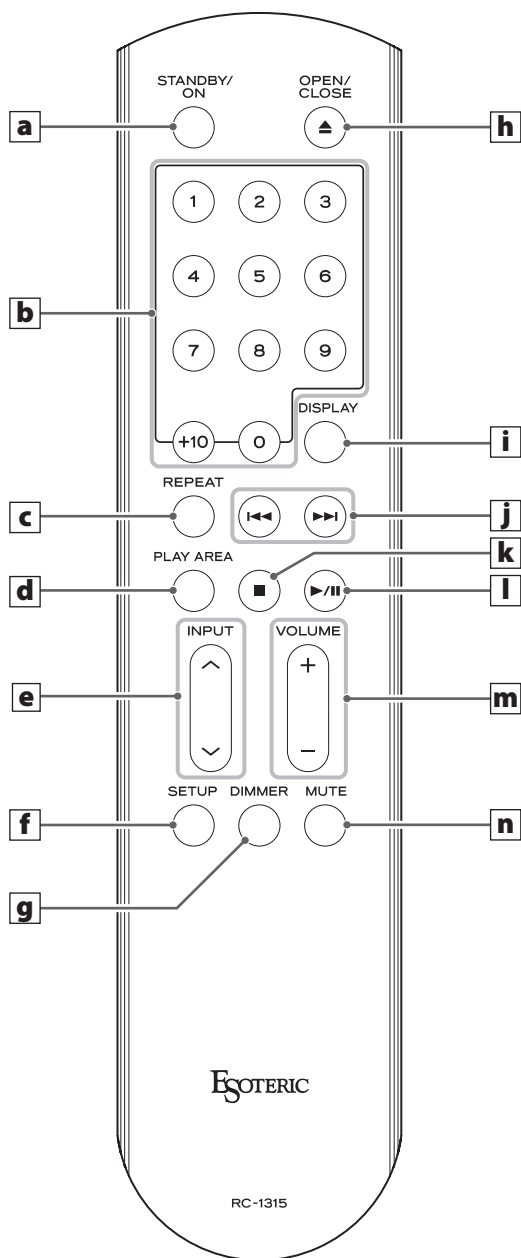 STANDBY/
ON
OPEN/
CLOSE
a
h
1 2 3
4 5 6
b
7 8 9
DISPLAY
+10 0
i
REPEAT
c
j
k
PLAY AREA
d
l
INPUT VOLUME
+
e
m
−
SETUP DIMMER MUTE
f
n
g
ESOTERIC
RC-1315